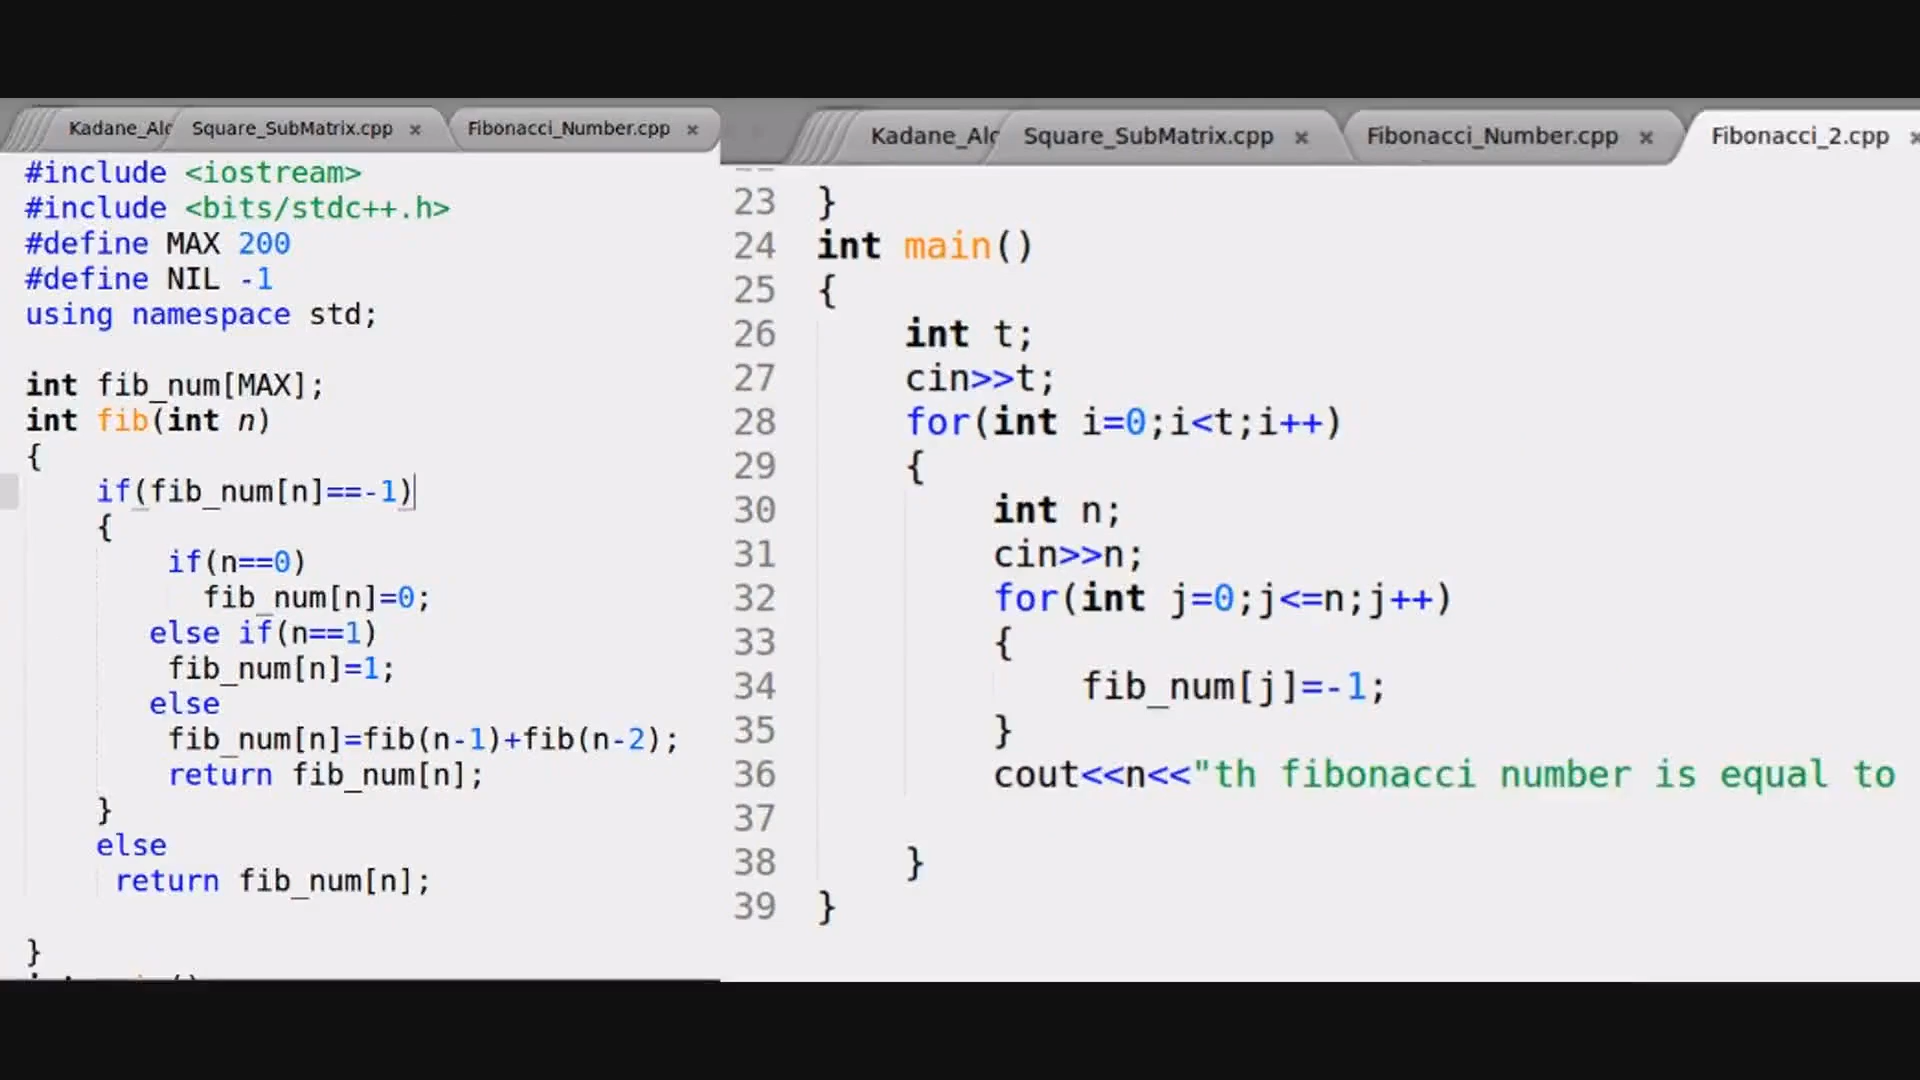 Kadane_Alc Square_SubMatrix.cpp × Fibonacci_Number.cpp ×
#include <iostream>
#include <bits/stdc++.h>
#define MAX 200
#define NIL -1
using namespace std;
int fib_num[MAX];
int fib(int n)
{
if(fib_num[n]==-1)
{
if(n==0)
fib_num[n]=0;
else if(n==1)
fib_num[n]=1;
else
fib_num[n]=fib(n-1)+fib(n-2);
return fib_num[n];
}
else
return fib_num[n];
}
Kadane_Alc Square_SubMatrix.cpp × Fibonacci_Number.cpp × Fibonacci_2.cpp ×
23 }
24 int main()
25 {
26 int t;
27 cin>>t;
28 for(int i=0;i<t;i++)
29 {
30 int n;
31 cin>>n;
32 for(int j=0;j<=n;j++)
33 {
34 fib_num[j]=-1;
35 }
36 cout<<n<<"th fibonacci number is equal to
37
38 }
39 }